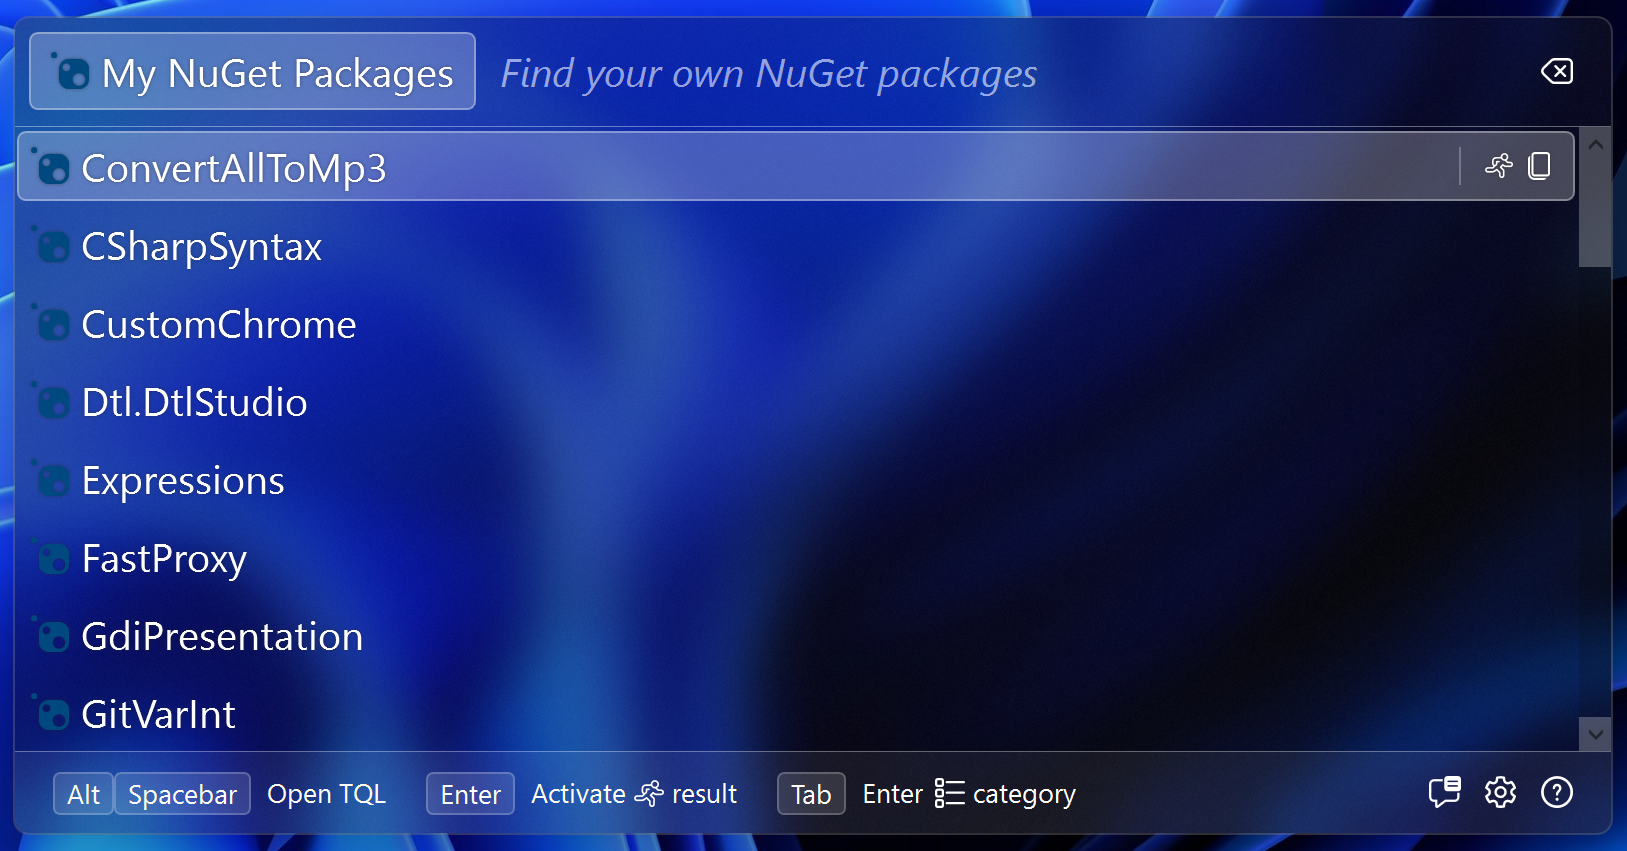 My NuGet Packages Find your own NuGet packages
ConvertAllToMp3
CSharpSyntax
CustomChrome
Dtl.DtlStudio
Expressions
FastProxy
GdiPresentation
GitVarInt
Alt Spacebar Open TQL Enter Activate result Tab Enter category